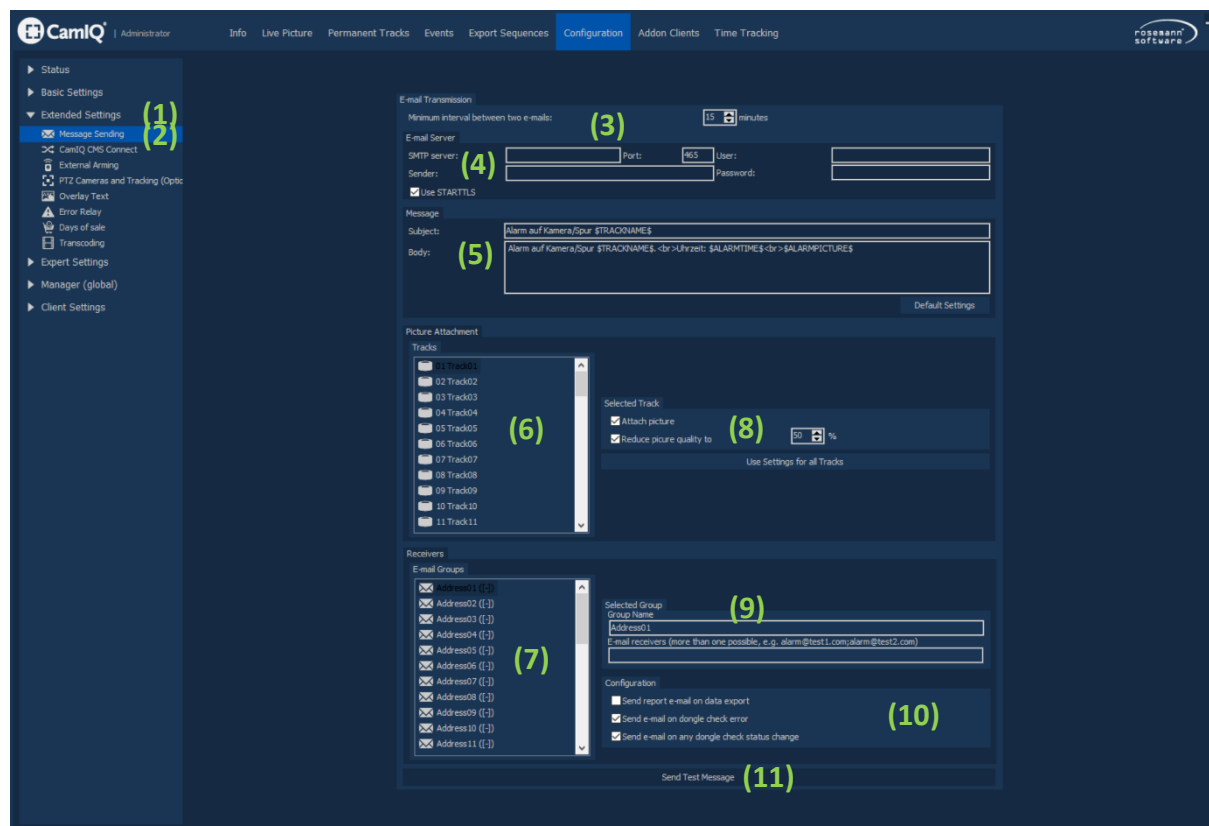 CamIQ | Administrator Info Live Picture Permanent Tracks Events Export Sequences Configuration Addon Clients Time Tracking rosemann software
Status
Basic Settings
Extended Settings (1)
Message Sending (2)
CamIQ CMS Connect
External Arming
PTZ Cameras and Tracking (Optic
Overlay Text
Error Relay
Days of sale
Transcoding
Expert Settings
Manager (global)
Client Settings
E-mail Transmission
Minimum interval between two e-mails: (3) 15 minutes
E-mail Server
SMTP server: (4) Port: 465 User:
Sender: Password:
Use STARTTLS
Message
Subject: Alarm auf Kamera/Spur $TRACKNAME$
Body: (5) Alarm auf Kamera/Spur $TRACKNAME$.<br>Uhrzeit: $ALARMTIME$<br>$ALARMPICTURE$
Default Settings
Picture Attachment
Tracks
01 Track01
02 Track02
03 Track03
04 Track04
05 Track05
06 Track06
07 Track07
08 Track08
09 Track09
10 Track10
11 Track11
(6)
Selected Track
Attach picture
Reduce picure quality to (8) 50 %
Use Settings for all Tracks
Receivers
E-mail Groups
Address01 ([-])
Address02 ([-])
Address03 ([-])
Address04 ([-])
Address05 ([-])
Address06 ([-])
Address07 ([-])
Address08 ([-])
Address09 ([-])
Address10 ([-])
Address11 ([-])
(7)
Selected Group (9)
Group Name
Address01
E-mail receivers (more than one possible, e.g. alarm@test1.com;alarm@test2.com)
Configuration
Send report e-mail on data export
Send e-mail on dongle check error (10)
Send e-mail on any dongle check status change
Send Test Message (11)